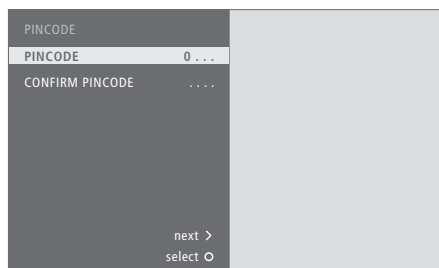 PINCODE
PINCODE 0 . . .
CONFIRM PINCODE . . . .
next >
select O